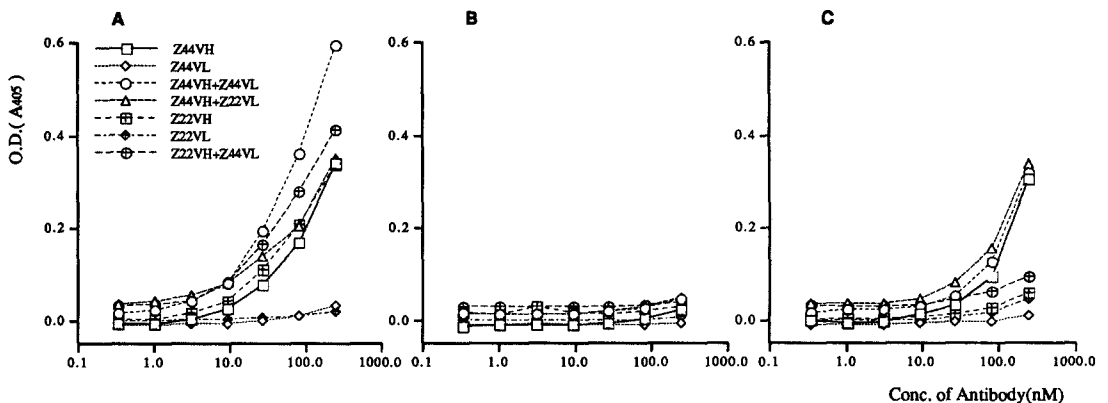 A
B
C
0.6
0.4
0.2
0.0
O.D.( A405)
Z44VH
Z44VL
Z44VH+Z44VL
Z44VH+Z22VL
Z22VH
Z22VL
Z22VH+Z44VL
0.1 1.0 10.0 100.0 1000.0
0.6
0.4
0.2
0.0
0.1 1.0 10.0 100.0 1000.0
0.6
0.4
0.2
0.0
0.1 1.0 10.0 100.0 1000.0
Conc. of Antibody(nM)